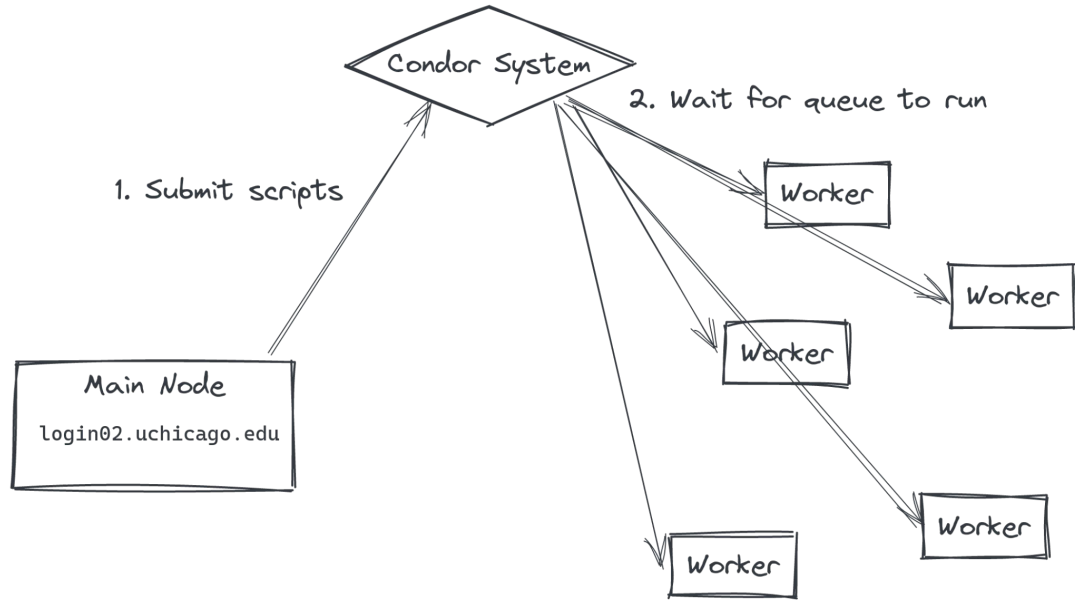 Condor System
2. Wait for queue to run
1. Submit scripts
Worker
Worker
Worker
Main Node
login02.uchicago.edu
Worker
Worker